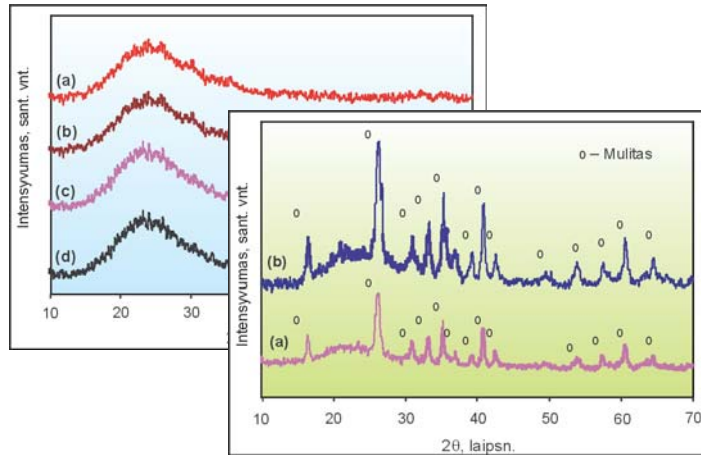 Intensyvumas, sant. vnt.
(a)
(b)
(c)
(d)
10
20
30
Intensyvumas, sant. vnt.
o – Mulitas
o
o
o
o
o
o
o
o
o
o
o
o
o
(b)
o
o
o
o
o
o
o
o
o
o
o
o
o
(a)
10
20
30
40
50
60
70
2θ, laipsn.